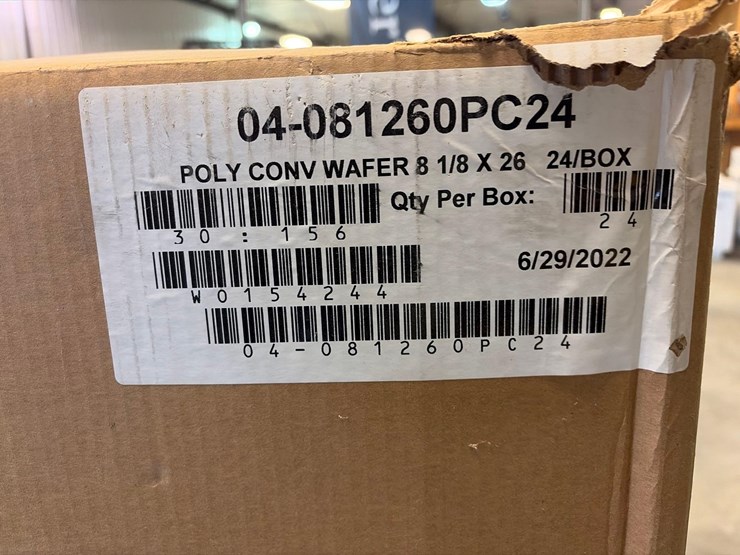 04-081260PC24
POLY CONV WAFER 8 1/8 X 26 24/BOX
Qty Per Box:
30:156
24
6/29/2022
W0154244
04-081260PC24